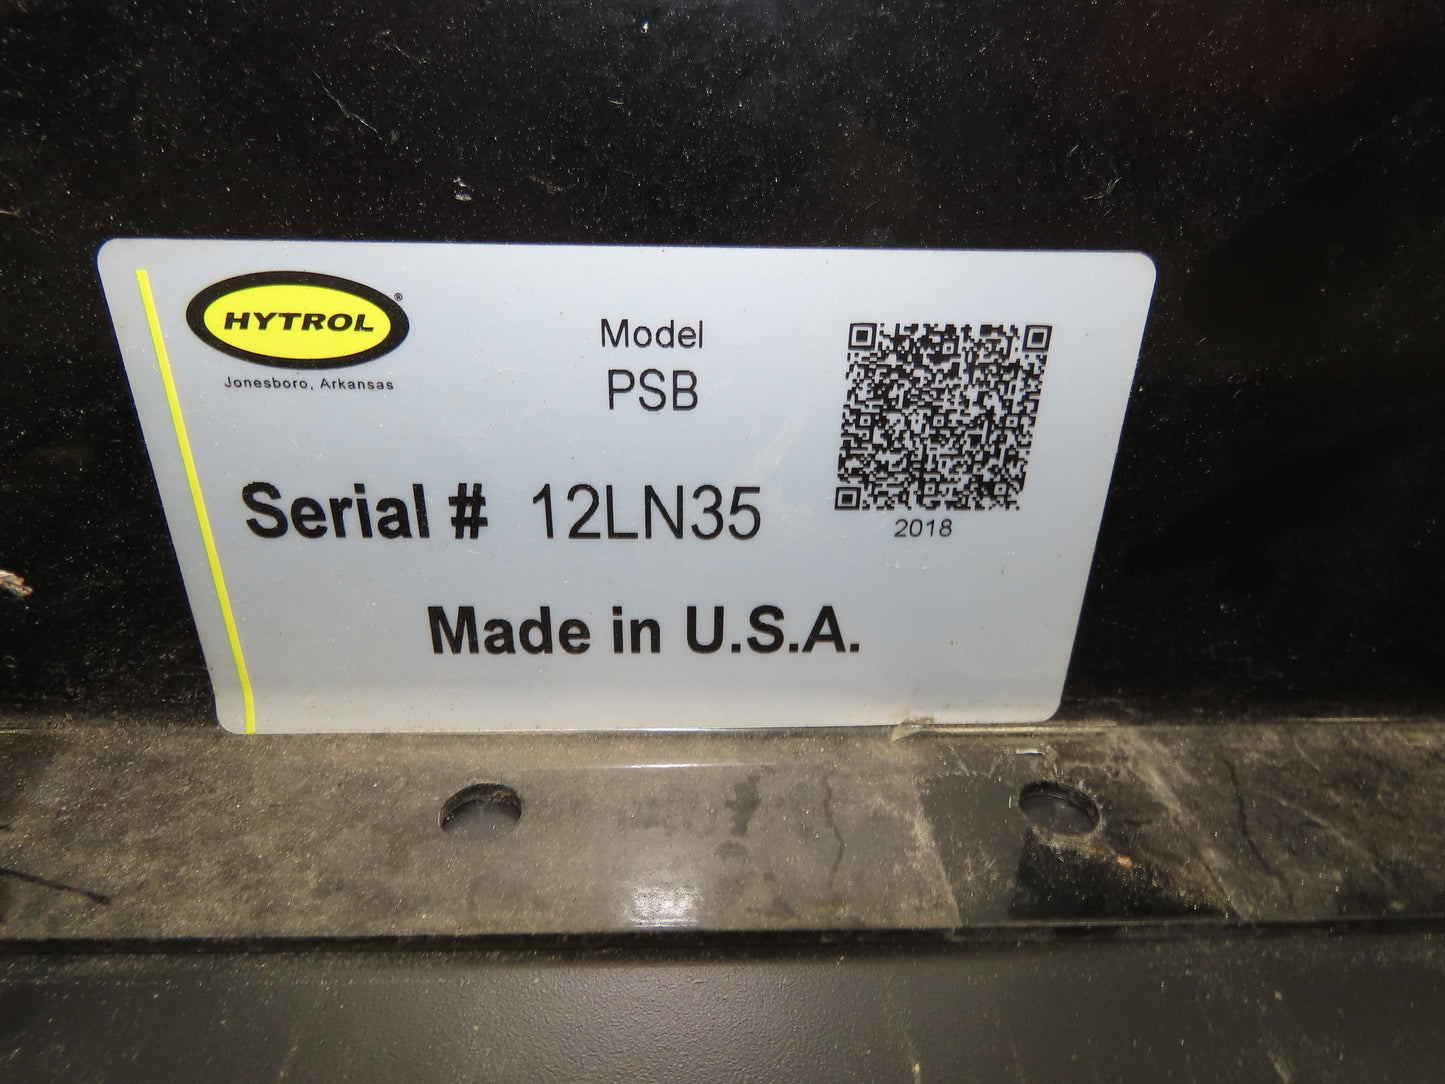 HYTROL®
Jonesboro, Arkansas
Model
PSB
Serial # 12LN35
2018
Made in U.S.A.